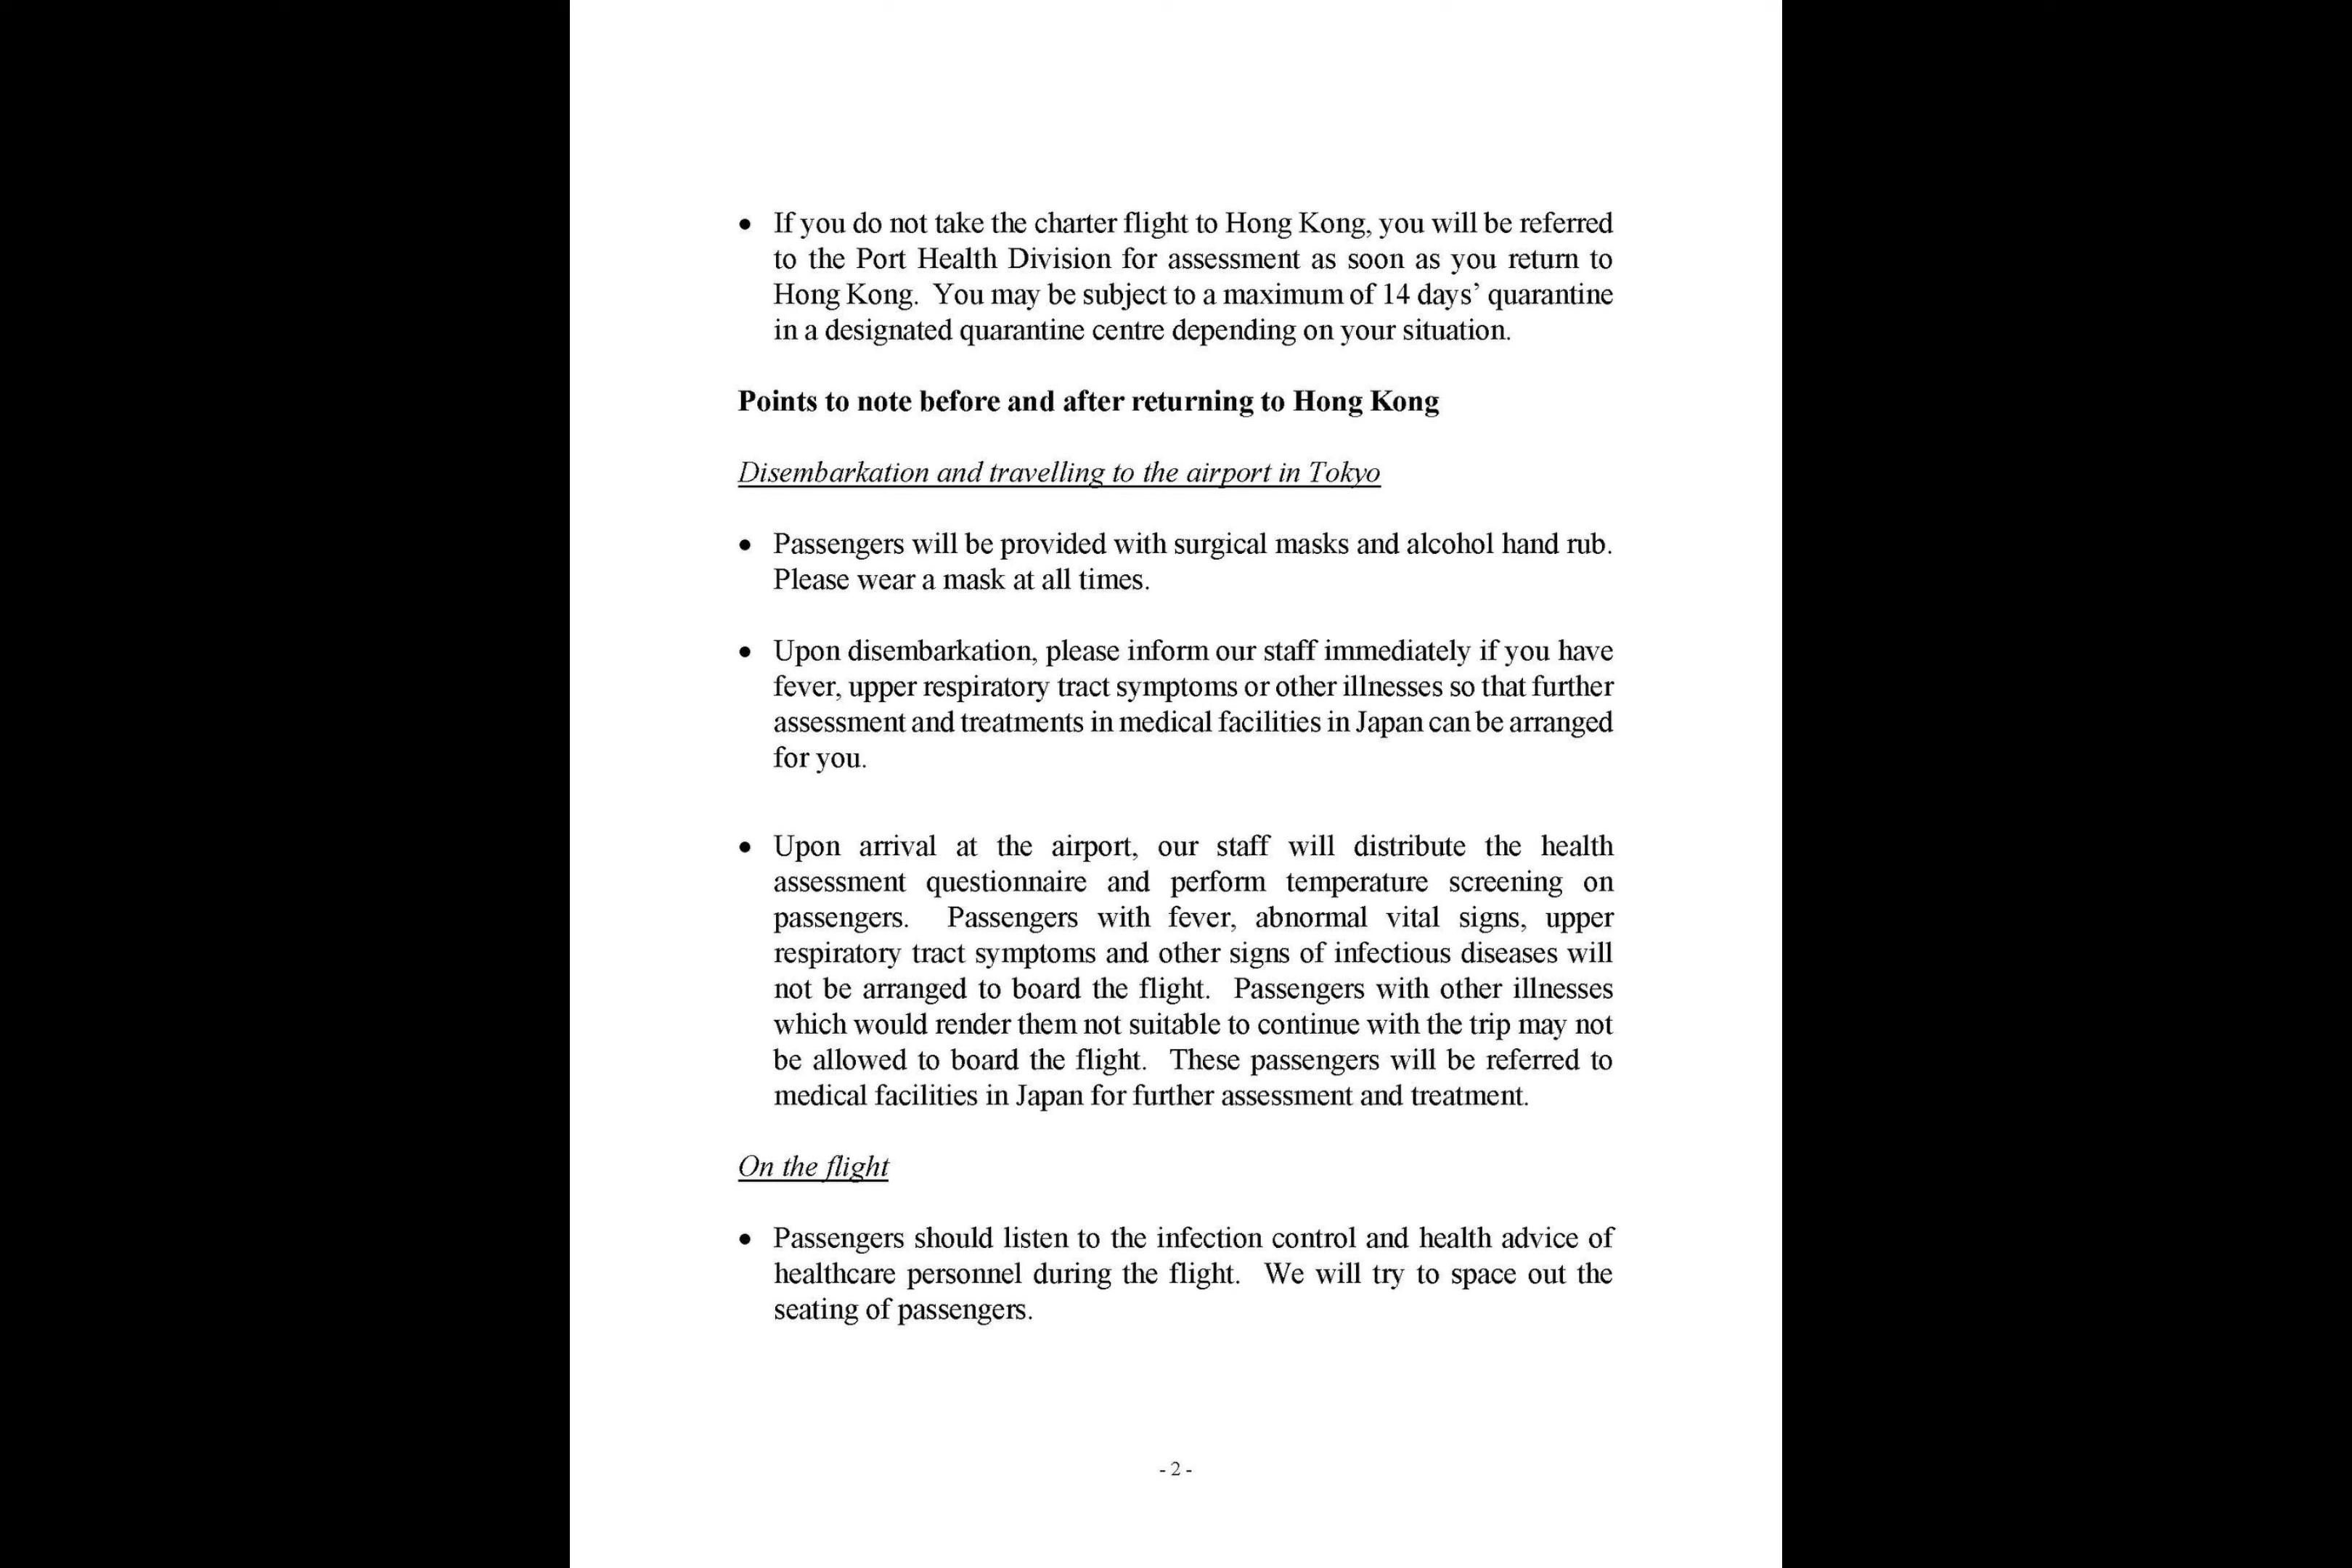 • If you do not take the charter flight to Hong Kong, you will be referred
to the Port Health Division for assessment as soon as you return to
Hong Kong.  You may be subject to a maximum of 14 days’ quarantine
in a designated quarantine centre depending on your situation.
Points to note before and after returning to Hong Kong
Disembarkation and travelling to the airport in Tokyo
• Passengers will be provided with surgical masks and alcohol hand rub.
Please wear a mask at all times.
• Upon disembarkation, please inform our staff immediately if you have
fever, upper respiratory tract symptoms or other illnesses so that further
assessment and treatments in medical facilities in Japan can be arranged
for you.
• Upon arrival at the airport, our staff will distribute the health
assessment questionnaire and perform temperature screening on
passengers.  Passengers with fever, abnormal vital signs, upper
respiratory tract symptoms and other signs of infectious diseases will
not be arranged to board the flight.  Passengers with other illnesses
which would render them not suitable to continue with the trip may not
be allowed to board the flight.  These passengers will be referred to
medical facilities in Japan for further assessment and treatment.
On the flight
• Passengers should listen to the infection control and health advice of
healthcare personnel during the flight.  We will try to space out the
seating of passengers.
- 2 -